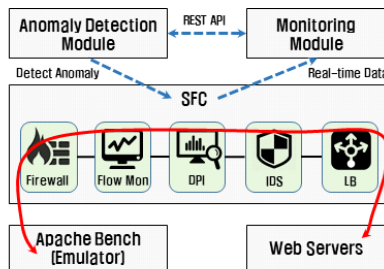 Anomaly Detection
Module
REST API
Monitoring
Module
Detect Anomaly
Real-time Data
SFC
Firewall
Flow Mon
DPI
IDS
LB
Apache Bench
(Emulator)
Web Servers